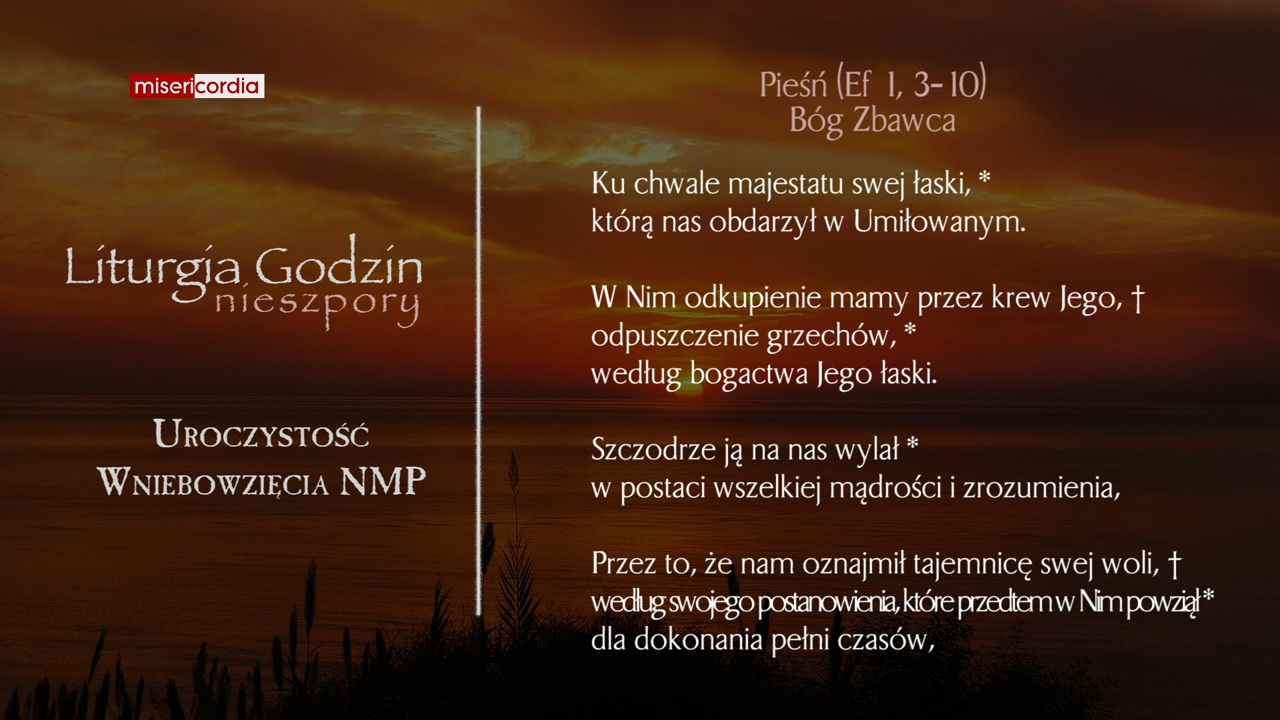 misericordia
Liturgia Godzin
nieszpory
Uroczystość
Wniebowzięcia NMP
Pieśń (Ef 1, 3-10)
Bóg Zbawca
Ku chwale majestatu swej łaski, *
którą nas obdarzył w Umiłowanym.
W Nim odkupienie mamy przez krew Jego, †
odpuszczenie grzechów, *
według bogactwa Jego łaski.
Szczodrze ją na nas wylał *
w postaci wszelkiej mądrości i zrozumienia,
Przez to, że nam oznajmił tajemnicę swej woli, †
według swojego postanowienia, które przedtem w Nim powziął *
dla dokonania pełni czasów,